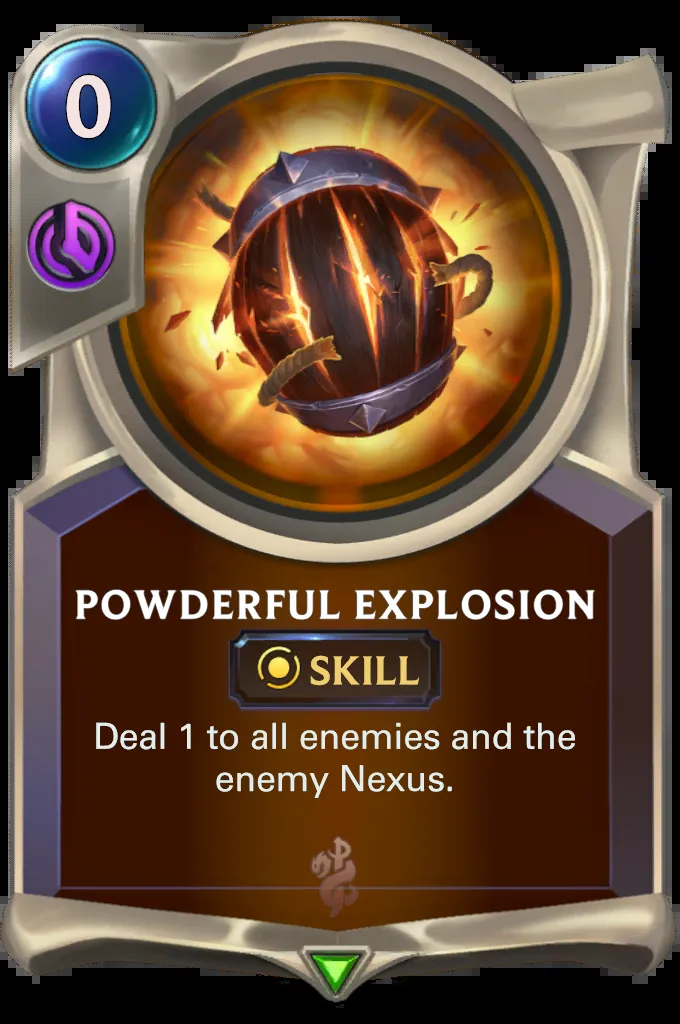 0
POWDERFUL EXPLOSION
SKILL
Deal 1 to all enemies and the
enemy Nexus.